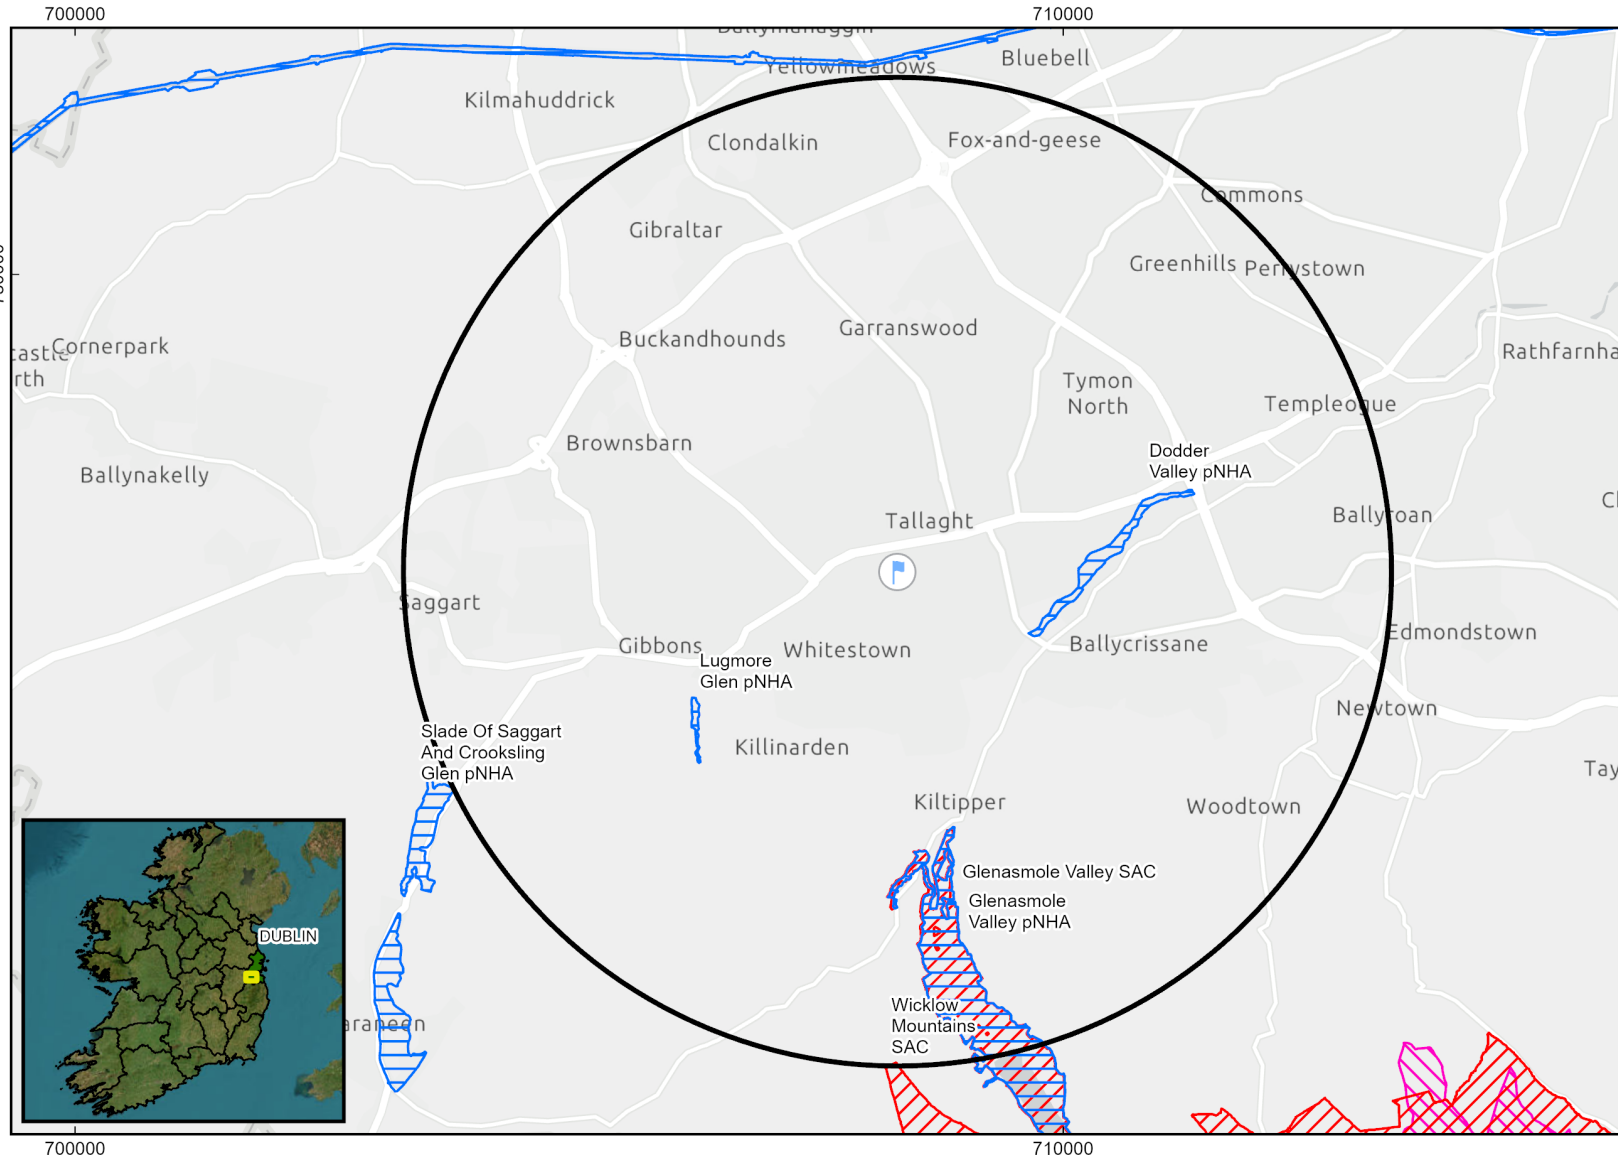 700000
710000
Bluebell
Yellowmeadows
Kilmahuddrick
Clondalkin
Fox-and-geese
Commons
Gibraltar
Greenhills
Perrystown
Garranswood
Buckandhounds
Cornerpark
rth
Tymon
North
Templeogue
Brownsbarn
Dodder
Valley pNHA
Ballynakelly
Tallaght
Ballyroan
Saggart
Gibbons
Whitestown
Ballycrissane
Edmondstown
Lugmore
Glen pNHA
Newtown
Slade Of Saggart
And Crooksling
Glen pNHA
Killinarden
Kiltipper
Woodtown
Glenasmole Valley SAC
Glenasmole
Valley pNHA
DUBLIN
Wicklow
Mountains
SAC
araneen
700000
710000